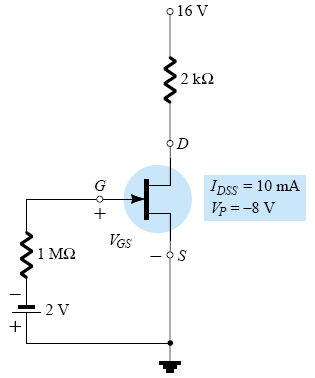 16 V
2 kΩ
D
G
I_DSS = 10 mA
V_P = −8 V
+
V_GS
−
S
1 MΩ
−
2 V
+